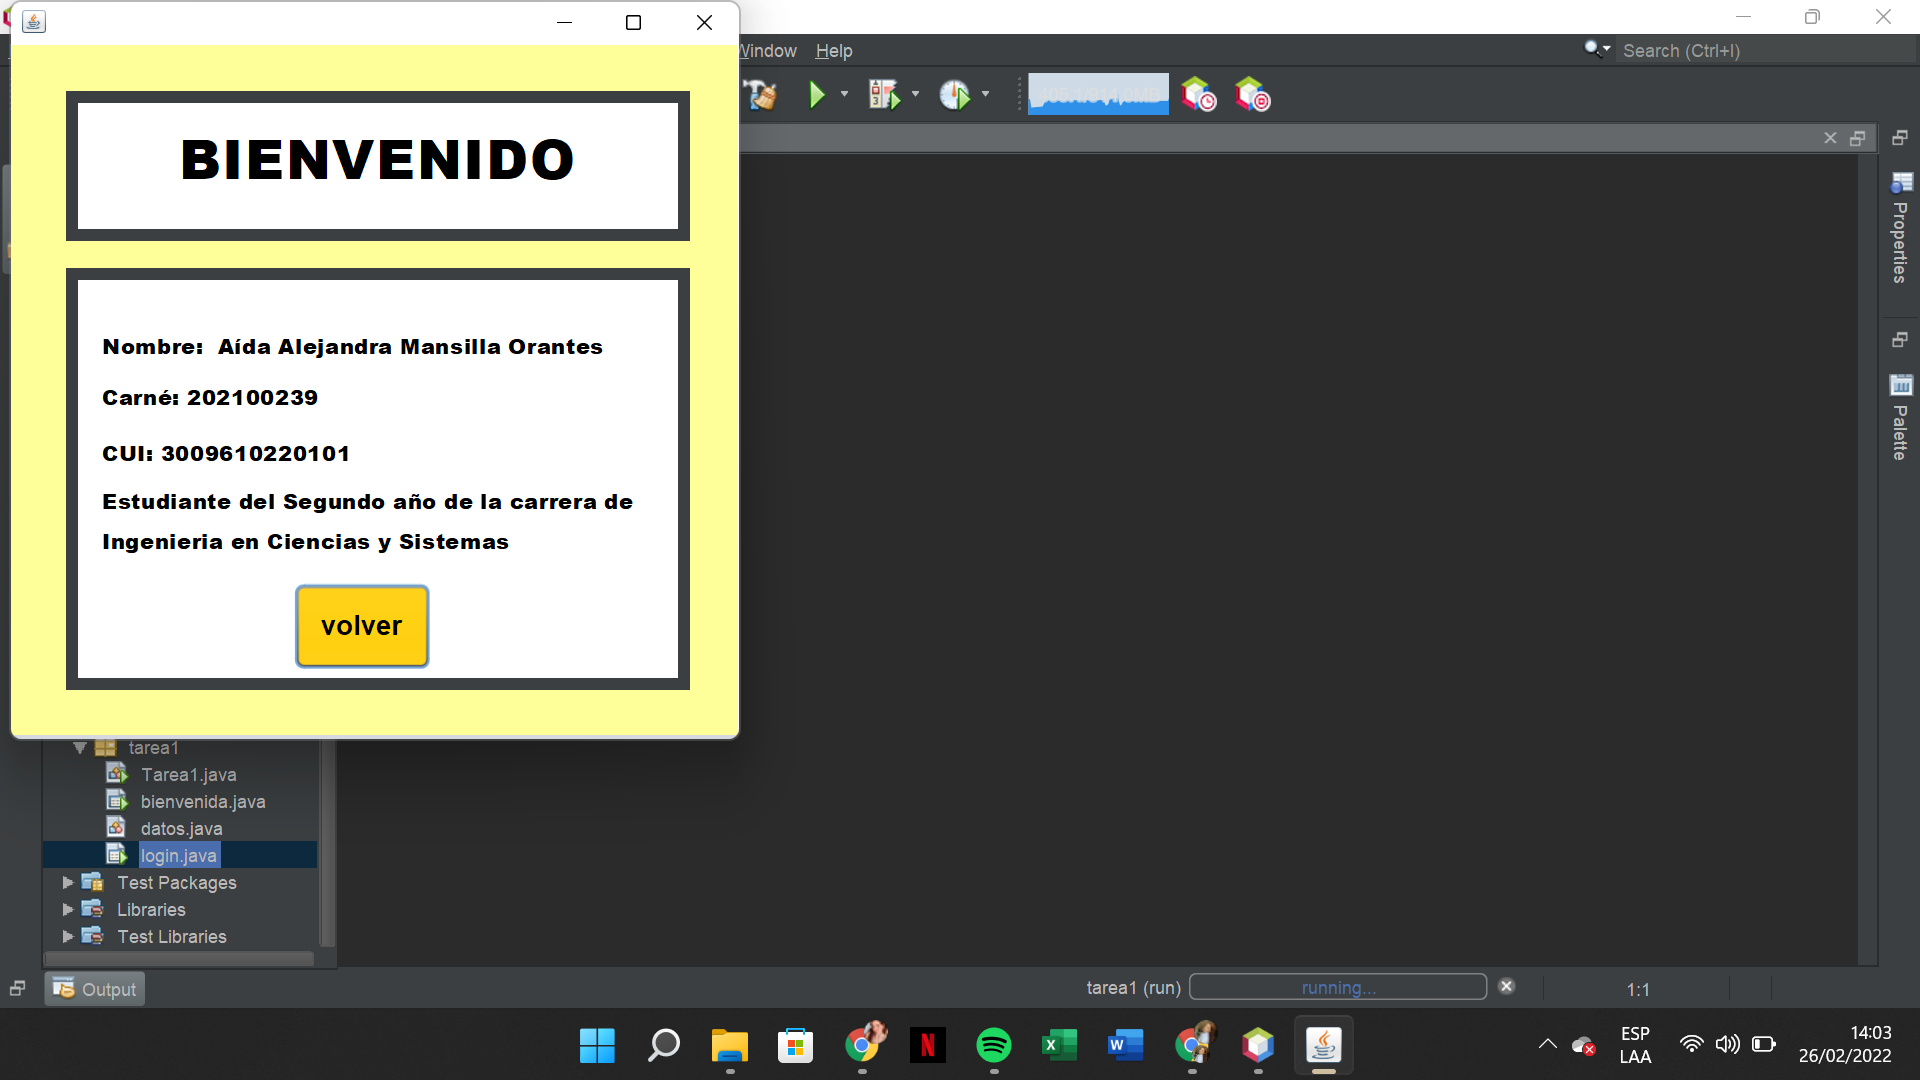 Window Help
Search (Ctrl+I)
BIENVENIDO
Nombre: Aída Alejandra Mansilla Orantes
Carné: 202100239
CUI: 3009610220101
Estudiante del Segundo año de la carrera de
Ingenieria en Ciencias y Sistemas
volver
Properties
Palette
tarea1
Tarea1.java
bienvenida.java
datos.java
login.java
Test Packages
Libraries
Test Libraries
Output
tarea1 (run) running... 1:1
ESP
LAA
14:03
26/02/2022